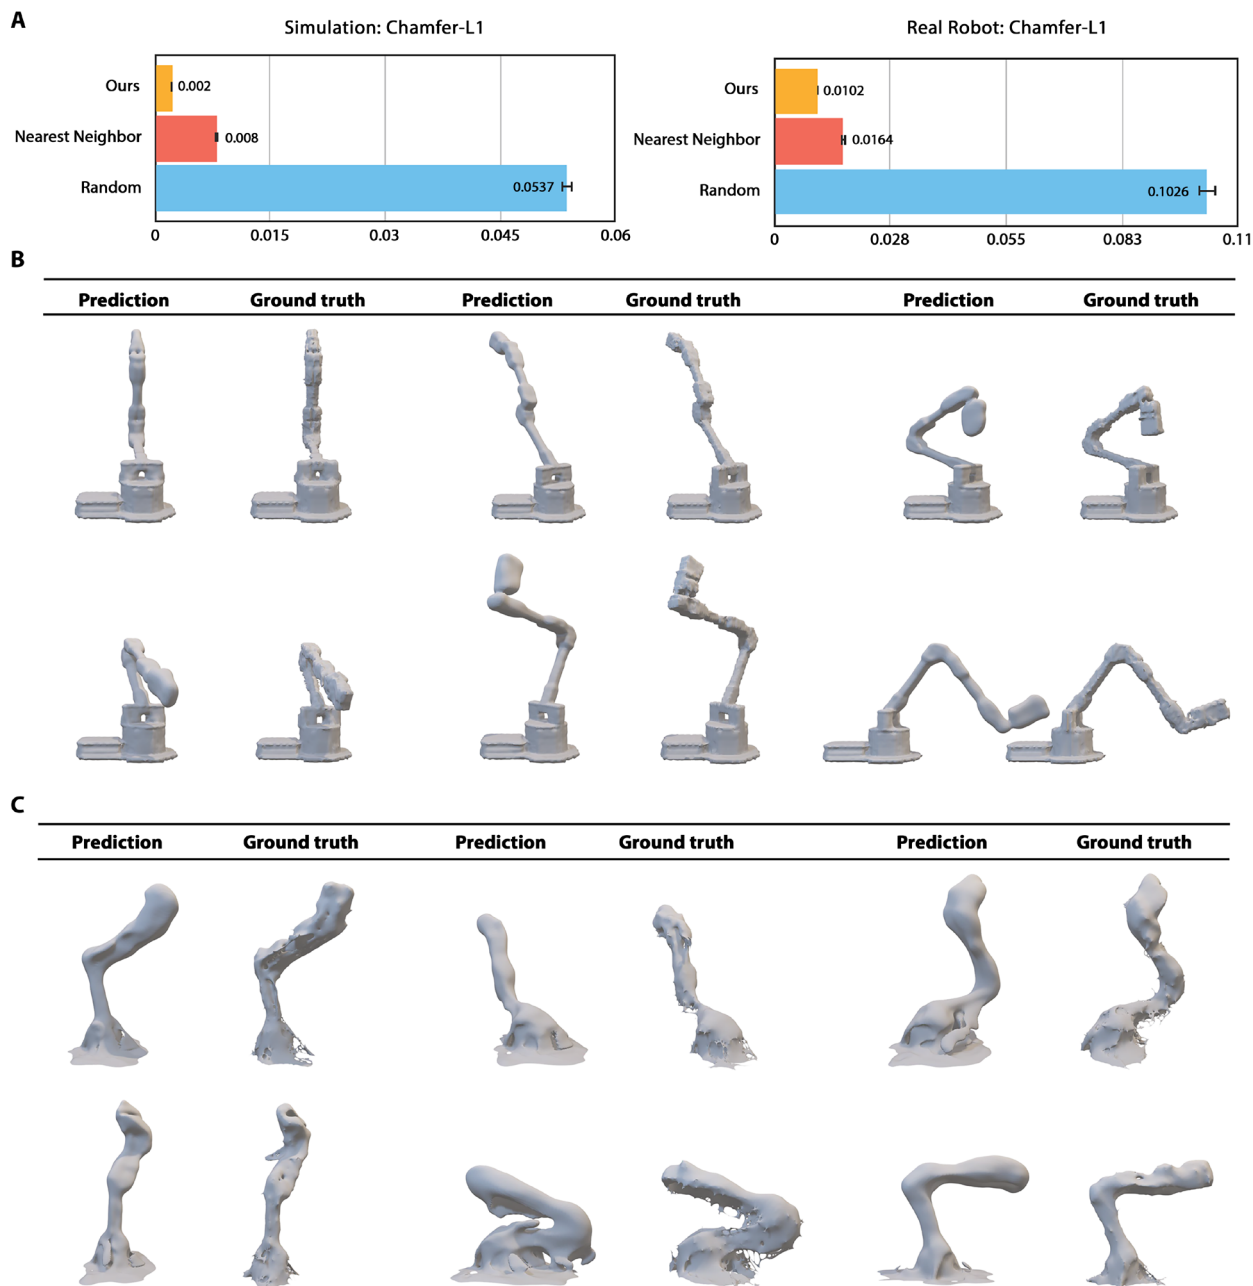 A
Simulation: Chamfer-L1
Ours
0.002
Nearest Neighbor
0.008
Random
0.0537
0 0.015 0.03 0.045 0.06
Real Robot: Chamfer-L1
Ours
0.0102
Nearest Neighbor
0.0164
Random
0.1026
0 0.028 0.055 0.083 0.11
B
Prediction Ground truth Prediction Ground truth Prediction Ground truth
C
Prediction Ground truth Prediction Ground truth Prediction Ground truth